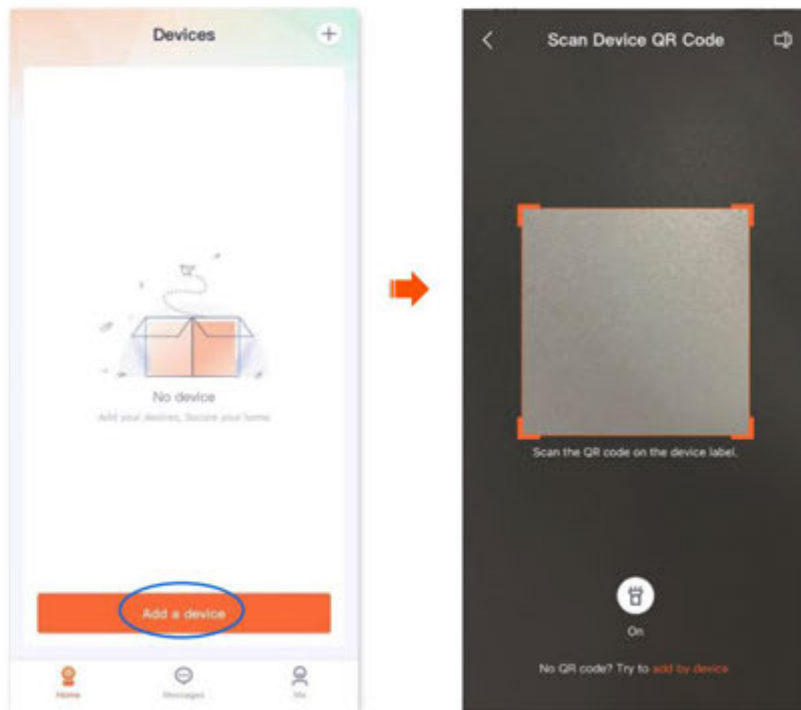 Devices
No device
Add your devices, Secure your home
Add a device
Home
Messages
Me
Scan Device QR Code
Scan the QR code on the device label.
On
No QR code? Try to add by device